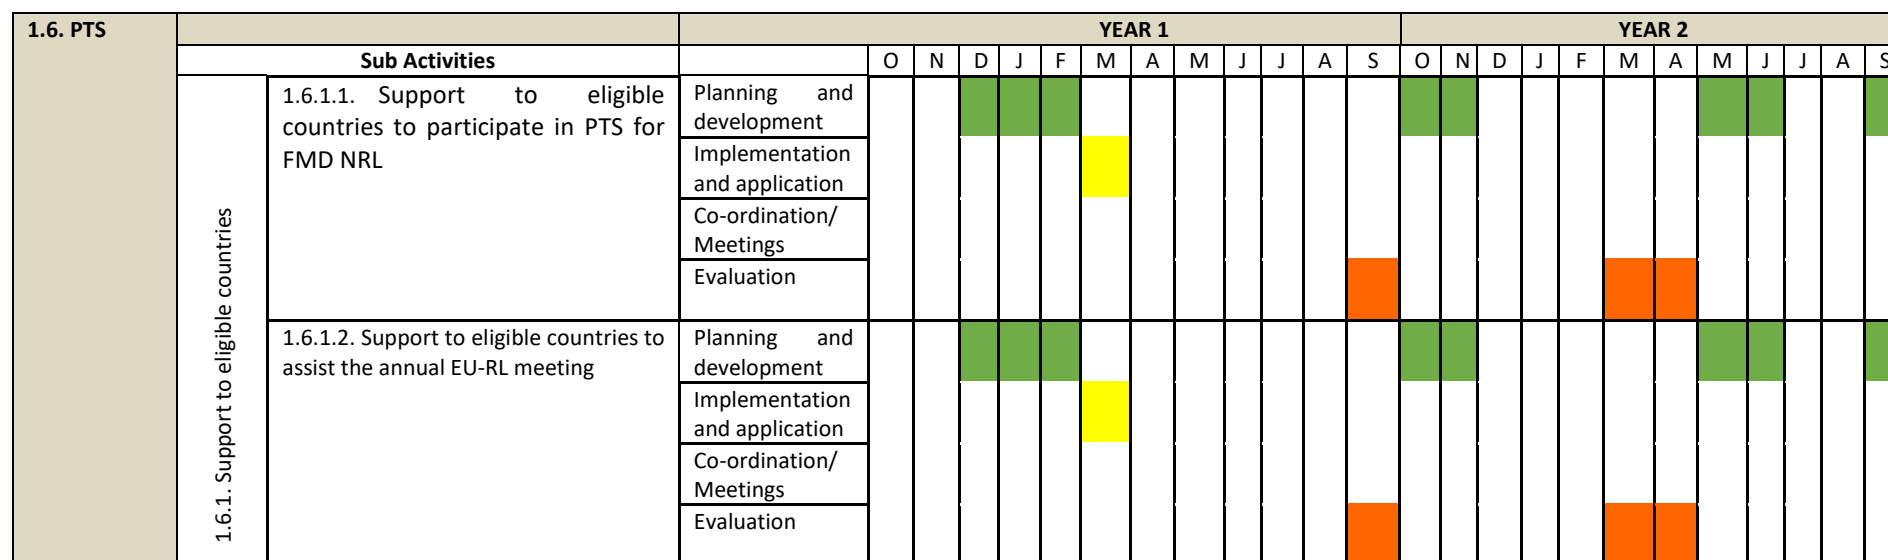 1.6. PTS YEAR 1 YEAR 2
Sub Activities O N D J F M A M J J A S O N D J F M A M J J A S
1.6.1. Support to eligible countries
1.6.1.1. Support to eligible
countries to participate in PTS for
FMD NRL
Planning and
development
Implementation
and application
Co-ordination/
Meetings
Evaluation
1.6.1.2. Support to eligible countries to
assist the annual EU-RL meeting
Planning and
development
Implementation
and application
Co-ordination/
Meetings
Evaluation